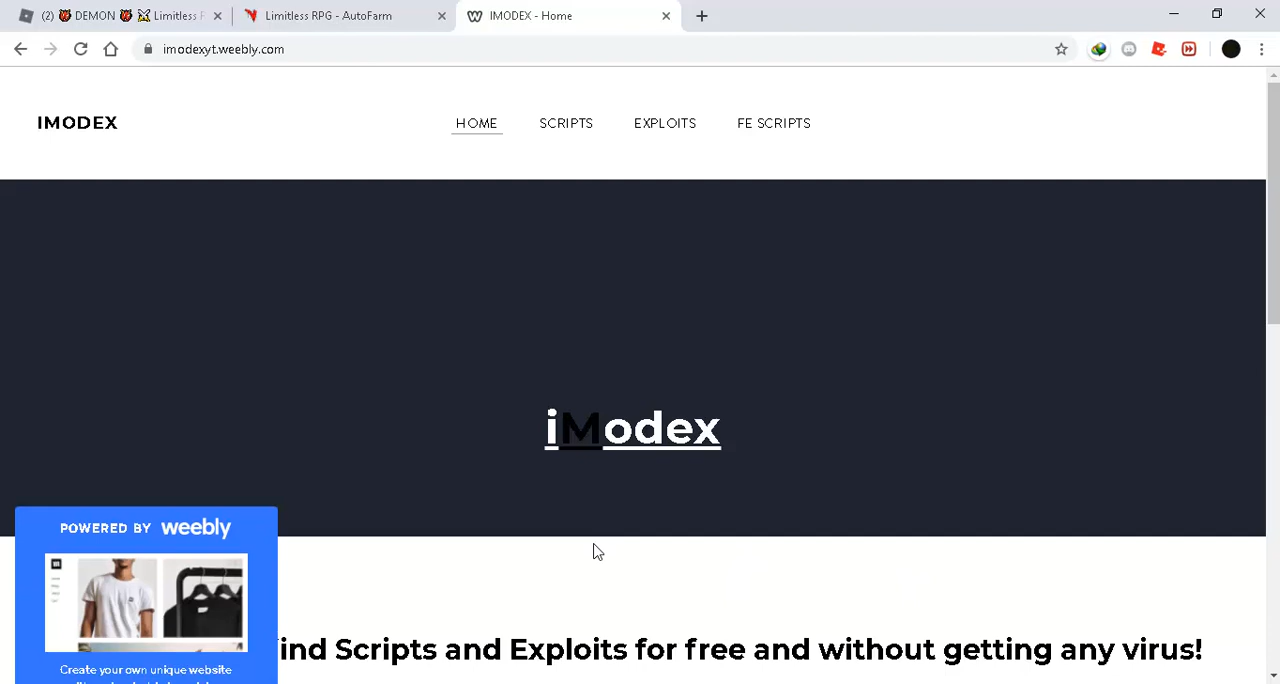 (2) 👹 DEMON 👹 ⚔️ Limitless R
Limitless RPG - AutoFarm
IMODEX - Home
imodexyt.weebly.com
IMODEX
HOME
SCRIPTS
EXPLOITS
FE SCRIPTS
iModex
POWERED BY weebly
ind Scripts and Exploits for free and without getting any virus!
Create your own unique website